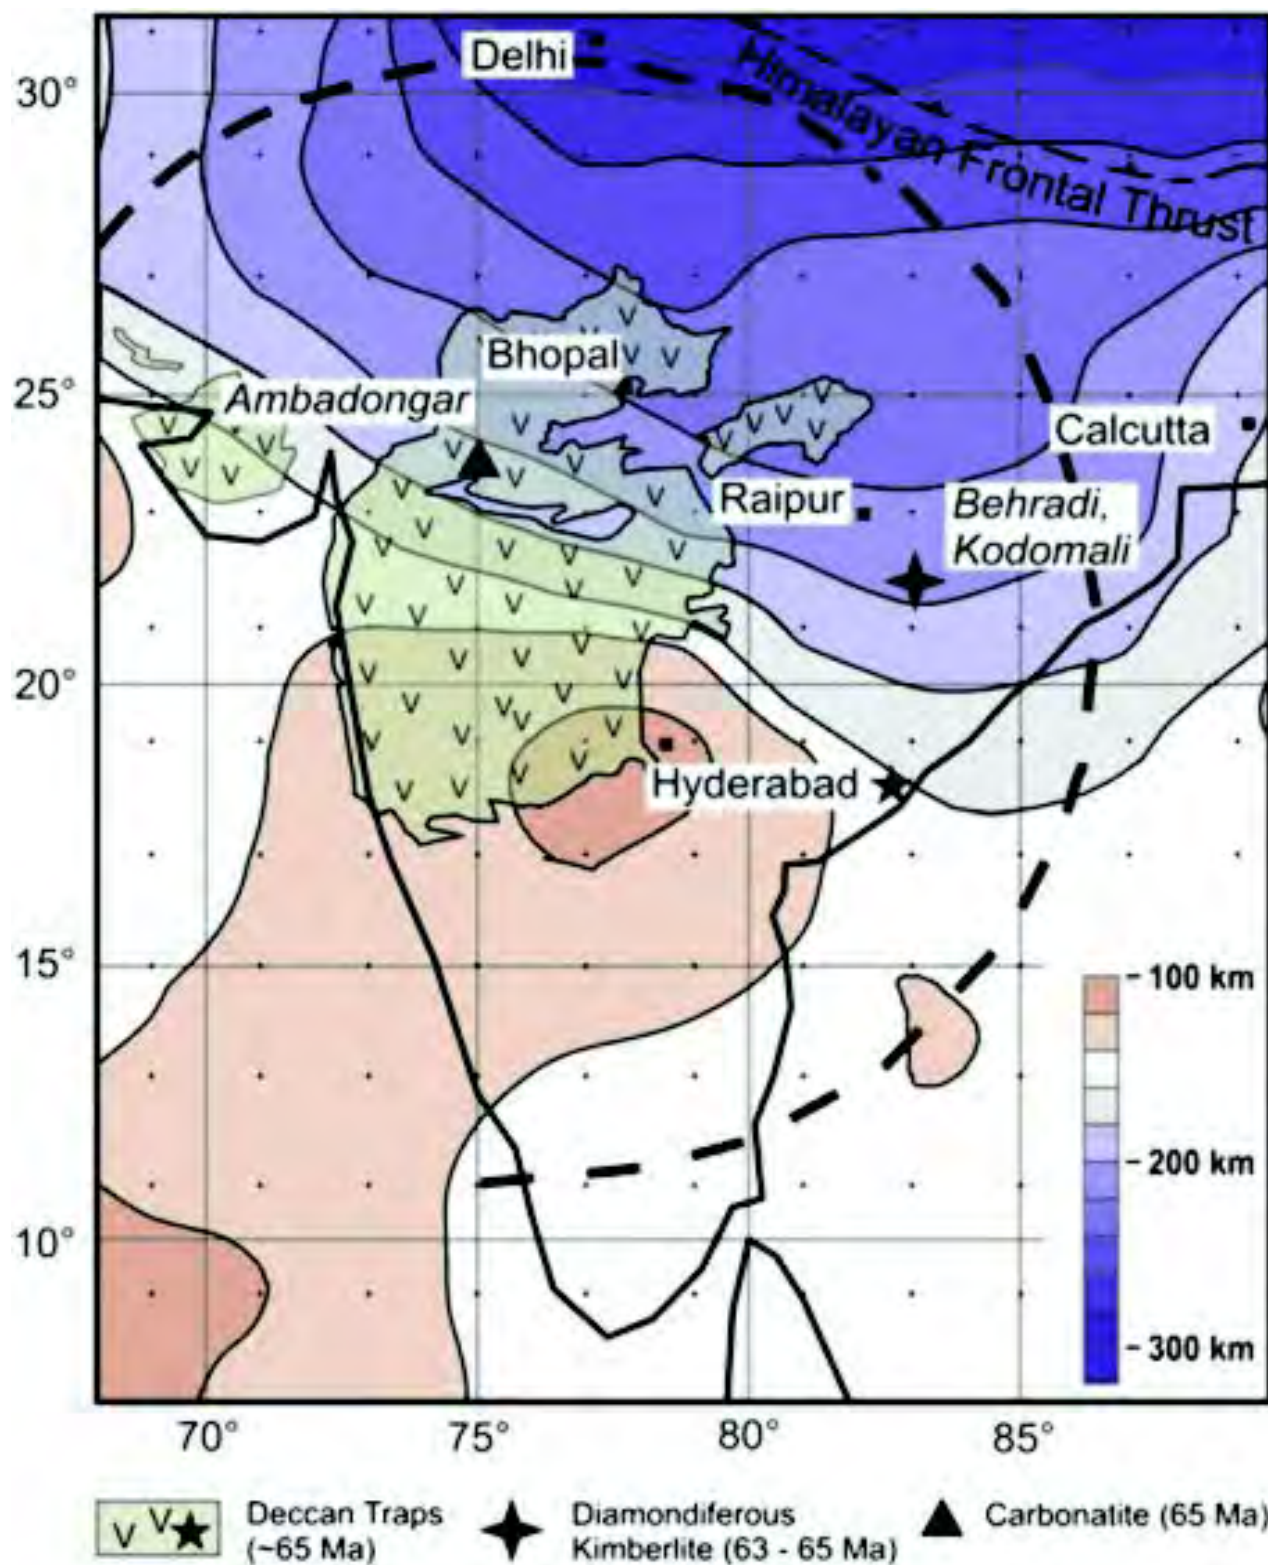 Delhi
30°
Himalayan Frontal Thrust
Bhopal
25°
Ambadongar
Calcutta
Raipur
Behradi,
Kodomali
20°
Hyderabad
15°
100 km
200 km
10°
300 km
70°
75°
80°
85°
Deccan Traps
(~65 Ma)
Diamondiferous
Kimberlite (63 - 65 Ma)
Carbonatite (65 Ma)